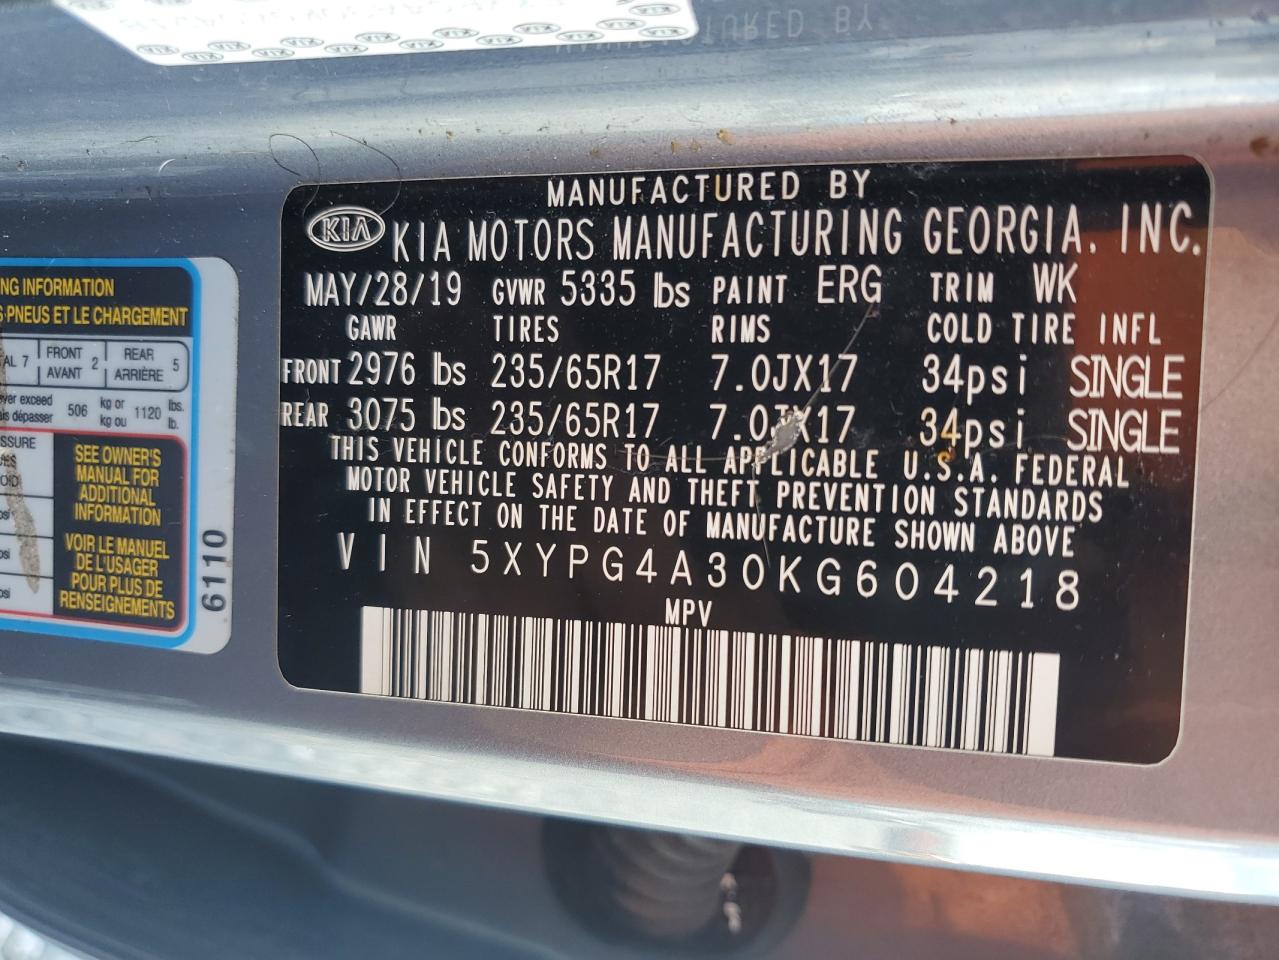 MANUFACTURED BY
KIA KIA MOTORS MANUFACTURING GEORGIA, INC.
MAY/28/19 GVWR 5335 lbs PAINT ERG TRIM WK
GAWR TIRES RIMS COLD TIRE INFL
FRONT 2976 lbs 235/65R17 7.0JX17 34psi SINGLE
REAR 3075 lbs 235/65R17 7.0JX17 34psi SINGLE
THIS VEHICLE CONFORMS TO ALL APPLICABLE U.S.A. FEDERAL
MOTOR VEHICLE SAFETY AND THEFT PREVENTION STANDARDS
IN EFFECT ON THE DATE OF MANUFACTURE SHOWN ABOVE
VIN 5XYPG4A30KG604218
MPV
INFORMATION
PNEUS ET LE CHARGEMENT
7 FRONT 2 REAR 5
AVANT ARRIÈRE
exceed 506 kg or 1120 lbs.
dépasser kg ou lb.
SEE OWNER'S
MANUAL FOR
ADDITIONAL
INFORMATION
VOIR LE MANUEL
DE L'USAGER
POUR PLUS DE
RENSEIGNEMENTS
6110